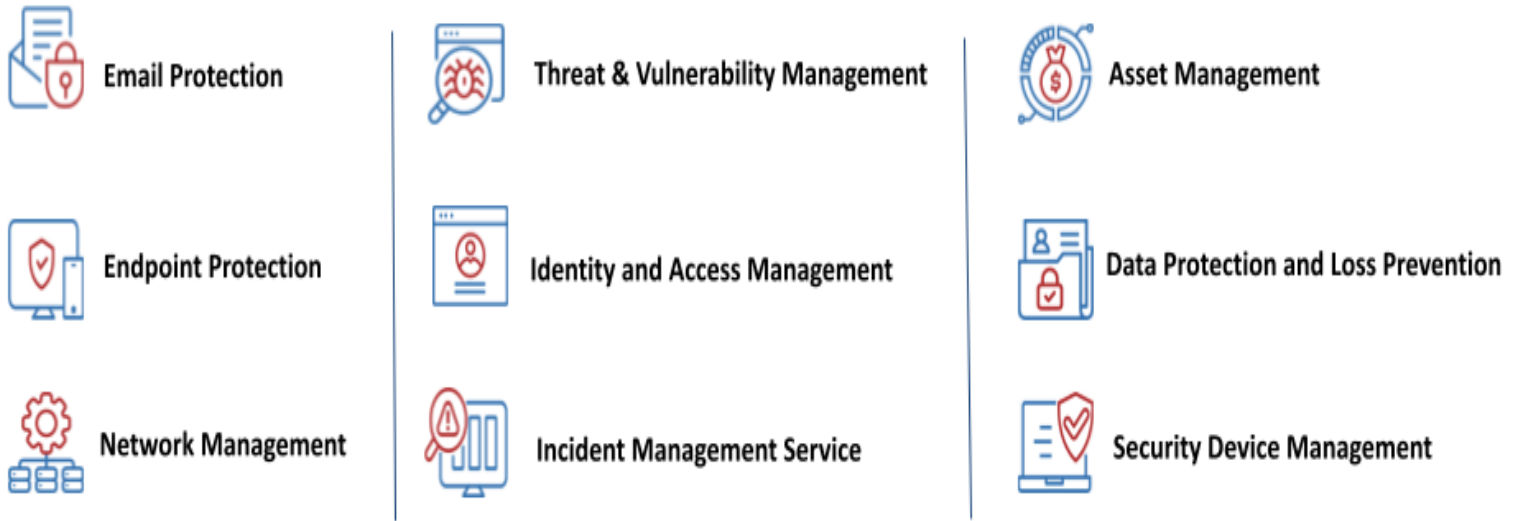 Email Protection
Endpoint Protection
Network Management
Threat & Vulnerability Management
Identity and Access Management
Incident Management Service
Asset Management
$
Data Protection and Loss Prevention
Security Device Management